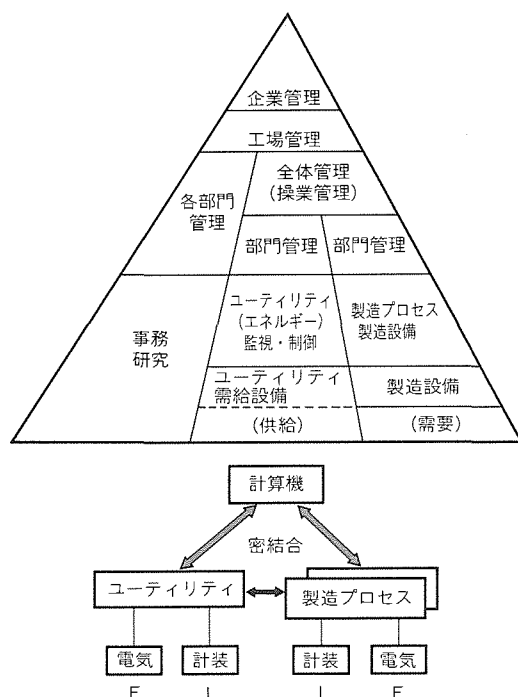 企業管理
工場管理
各部門
管理
全体管理
(操業管理)
部門管理
部門管理
事務
研究
ユーティリティ
(エネルギー)
監視・制御
製造プロセス
製造設備
ユーティリティ
需給設備
製造設備
(供給)
(需要)
計算機
密結合
ユーティリティ
製造プロセス
電気
計装
計装
電気
E
I
I
E